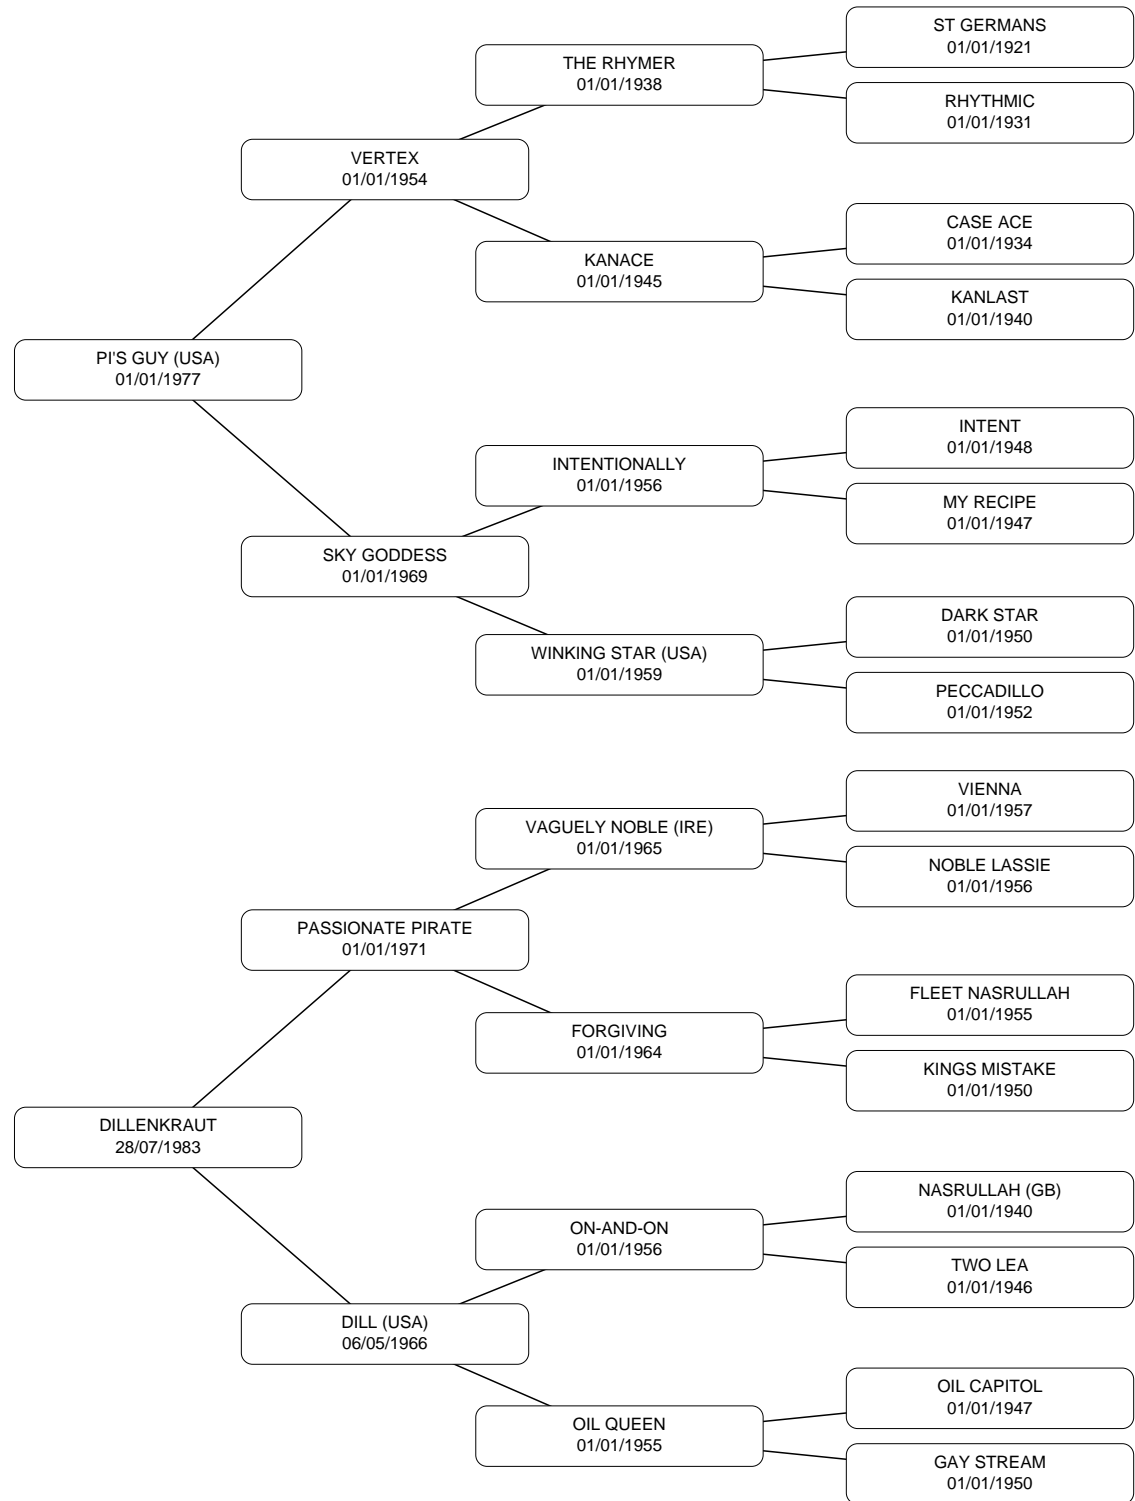 ST GERMANS
01/01/1921
THE RHYMER
01/01/1938
RHYTHMIC
01/01/1931
VERTEX
01/01/1954
CASE ACE
01/01/1934
KANACE
01/01/1945
KANLAST
01/01/1940
PI'S GUY (USA)
01/01/1977
INTENT
01/01/1948
INTENTIONALLY
01/01/1956
MY RECIPE
01/01/1947
SKY GODDESS
01/01/1969
DARK STAR
01/01/1950
WINKING STAR (USA)
01/01/1959
PECCADILLO
01/01/1952
VIENNA
01/01/1957
VAGUELY NOBLE (IRE)
01/01/1965
NOBLE LASSIE
01/01/1956
PASSIONATE PIRATE
01/01/1971
FLEET NASRULLAH
01/01/1955
FORGIVING
01/01/1964
KINGS MISTAKE
01/01/1950
DILLENKRAUT
28/07/1983
NASRULLAH (GB)
01/01/1940
ON-AND-ON
01/01/1956
TWO LEA
01/01/1946
DILL (USA)
06/05/1966
OIL CAPITOL
01/01/1947
OIL QUEEN
01/01/1955
GAY STREAM
01/01/1950